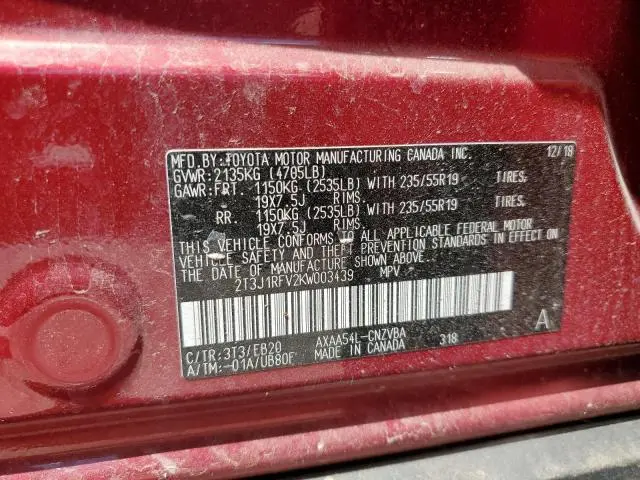 MFD.BY:TOYOTA MOTOR MANUFACTURING CANADA INC. 12/18
GVWR:2135KG (4705LB)
GAWR:FRT. 1150KG (2535LB) WITH 235/55R19 TIRES.
19X7.5J RIMS.
RR. 1150KG (2535LB) WITH 235/55R19 TIRES.
19X7.5J RIMS.
THIS VEHICLE CONFORMS TO ALL APPLICABLE FEDERAL MOTOR
VEHICLE SAFETY AND THEFT PREVENTION STANDARDS IN EFFECT ON
THE DATE OF MANUFACTURE SHOWN ABOVE.
2T3J1RFV2KW003439 MPV
C/TR:3T3/EB20 AXAA54L-CNZVBA A
A/TM:-01A/UB80F MADE IN CANADA 318